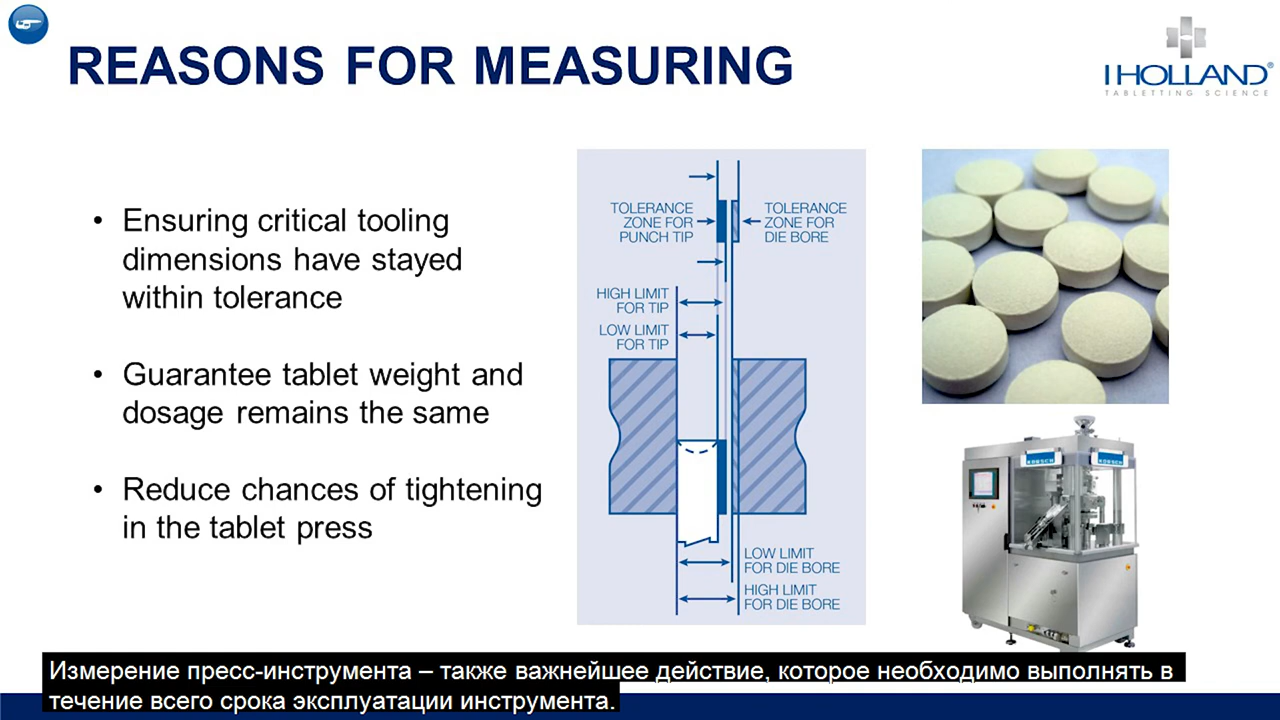 REASONS FOR MEASURING
I HOLLAND®
TABLETTING SCIENCE
• Ensuring critical tooling
dimensions have stayed
within tolerance
• Guarantee tablet weight and
dosage remains the same
• Reduce chances of tightening
in the tablet press
TOLERANCE
ZONE FOR
PUNCH TIP
TOLERANCE
ZONE FOR
DIE BORE
HIGH LIMIT
FOR TIP
LOW LIMIT
FOR TIP
LOW LIMIT
FOR DIE BORE
HIGH LIMIT
FOR DIE BORE
KORSCH
KORSCH
Измерение пресс-инструмента – также важнейшее действие, которое необходимо выполнять в
течение всего срока эксплуатации инструмента.